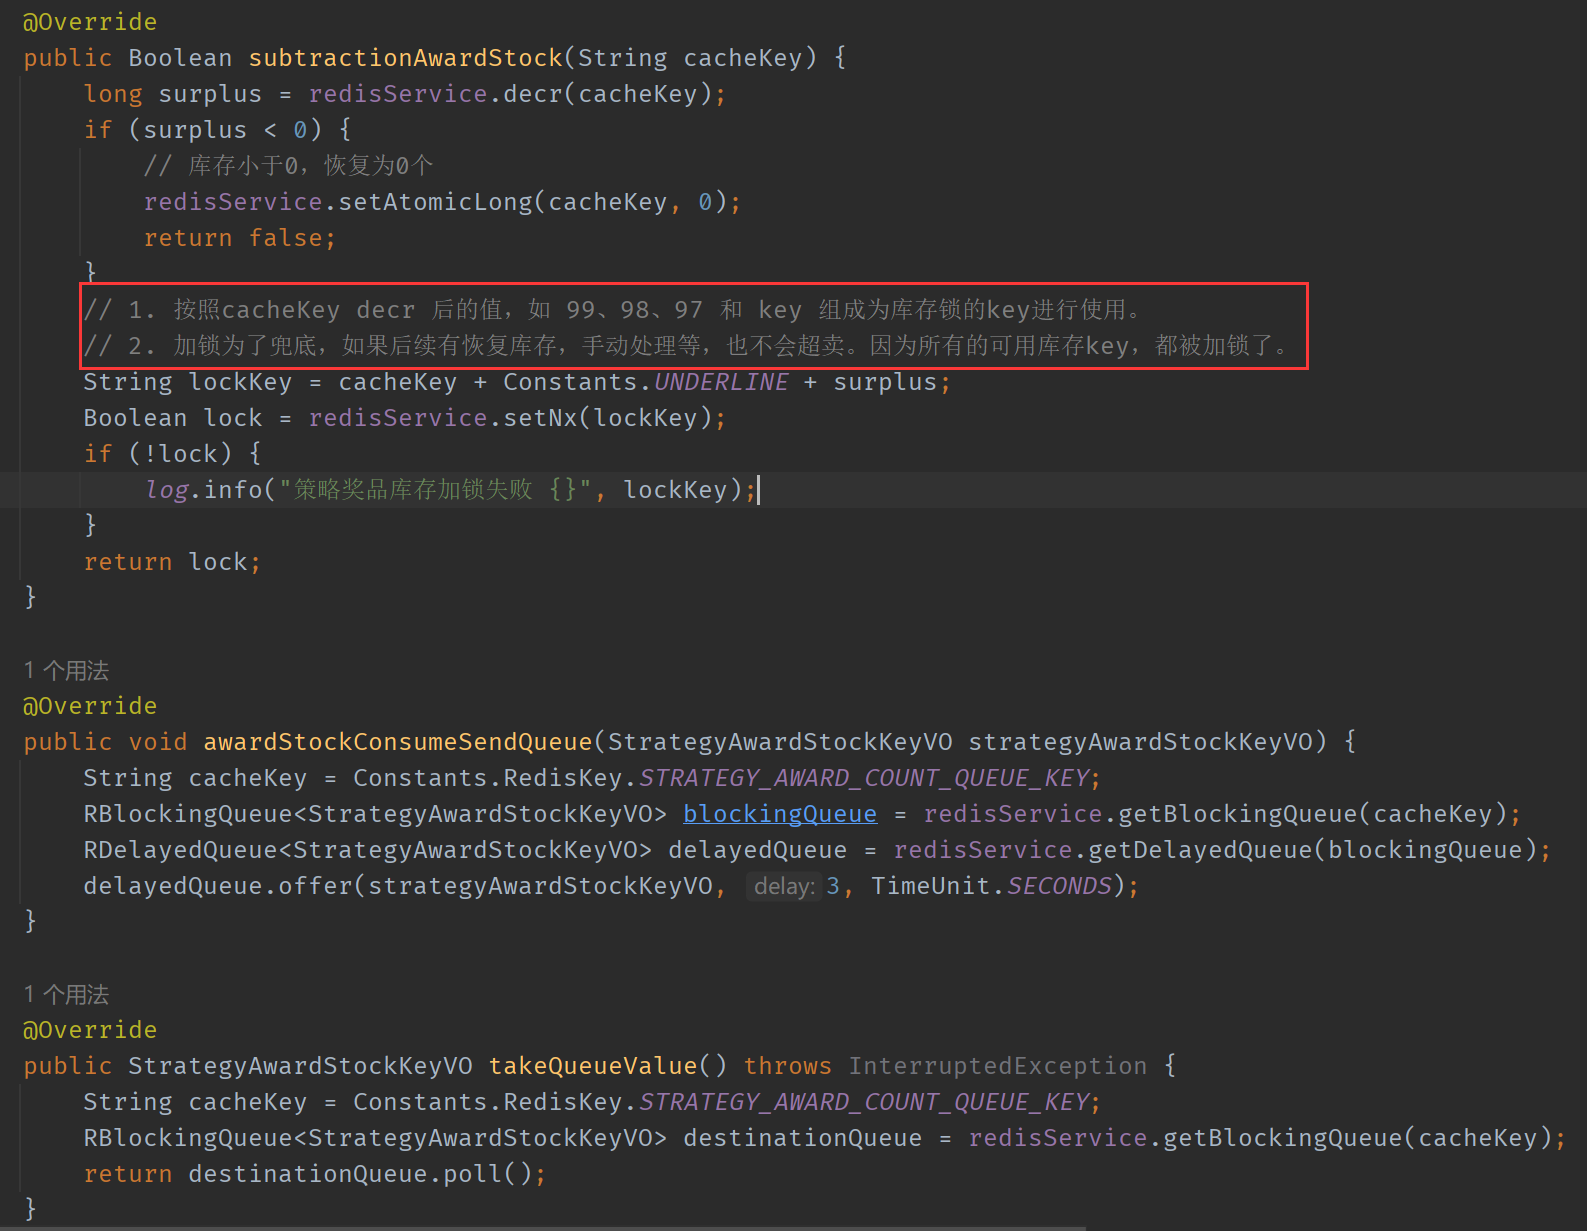 @Override
public Boolean subtractionAwardStock(String cacheKey) {
long surplus = redisService.decr(cacheKey);
if (surplus < 0) {
// 库存小于0，恢复为0个
redisService.setAtomicLong(cacheKey, 0);
return false;
}
// 1. 按照cacheKey decr 后的值，如 99、98、97 和 key 组成为库存锁的key进行使用。
// 2. 加锁为了兜底，如果后续有恢复库存，手动处理等，也不会超卖。因为所有的可用库存key，都被加锁了。
String lockKey = cacheKey + Constants.UNDERLINE + surplus;
Boolean lock = redisService.setNx(lockKey);
if (!lock) {
log.info("策略奖品库存加锁失败 {}", lockKey);
}
return lock;
}
1 个用法
@Override
public void awardStockConsumeSendQueue(StrategyAwardStockKeyVO strategyAwardStockKeyVO) {
String cacheKey = Constants.RedisKey.STRATEGY_AWARD_COUNT_QUEUE_KEY;
RBlockingQueue<StrategyAwardStockKeyVO> blockingQueue = redisService.getBlockingQueue(cacheKey);
RDelayedQueue<StrategyAwardStockKeyVO> delayedQueue = redisService.getDelayedQueue(blockingQueue);
delayedQueue.offer(strategyAwardStockKeyVO, delay: 3, TimeUnit.SECONDS);
}
1 个用法
@Override
public StrategyAwardStockKeyVO takeQueueValue() throws InterruptedException {
String cacheKey = Constants.RedisKey.STRATEGY_AWARD_COUNT_QUEUE_KEY;
RBlockingQueue<StrategyAwardStockKeyVO> destinationQueue = redisService.getBlockingQueue(cacheKey);
return destinationQueue.poll();
}